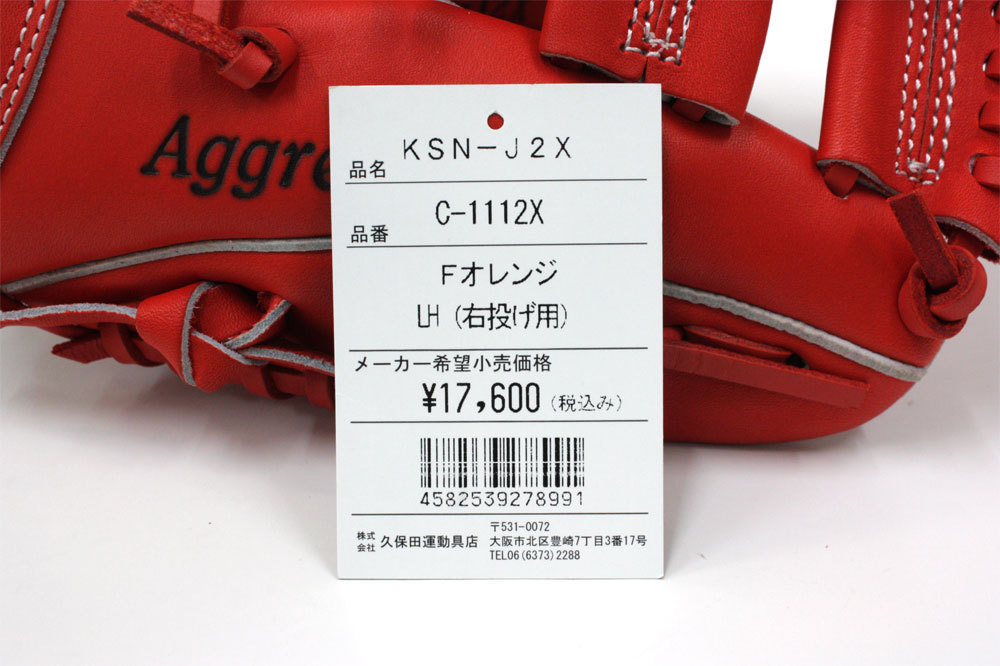 Aggre
KSN-J2X
品名
C-1112X
品番
Fオレンジ
LH (右投げ用)
メーカー希望小売価格
¥17,600 (税込み)
4582539278991
株式会社 久保田運動具店
〒531-0072
大阪市北区豊崎7丁目3番17号
TEL06(6373)2288